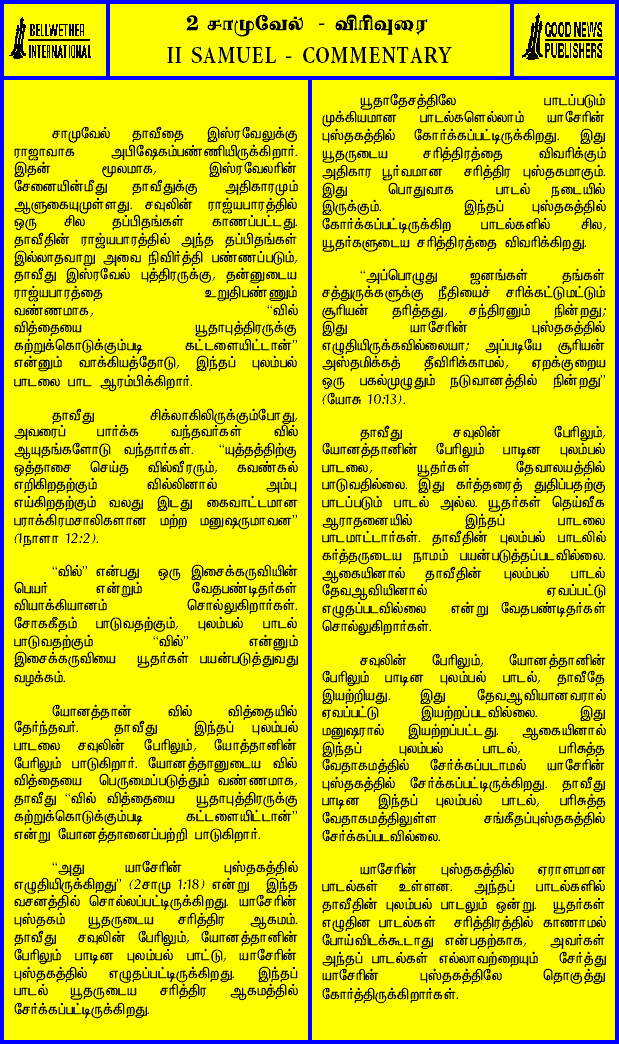 BELLWETHER
INTERNATIONAL
2 சாமுவேல் - விரிவுரை
II SAMUEL - COMMENTARY
GOOD NEWS
PUBLISHERS
சாமுவேல் தாவீதை இஸ்ரவேலுக்கு
ராஜாவாக அபிஷேகம்பண்ணியிருக்கிறார்.
இதன் மூலமாக, இஸ்ரவேலரின்
சேனையின்மீது தாவீதுக்கு அதிகாரமும்
ஆளுகையுமுள்ளது. சவுலின் ராஜ்யபாரத்தில்
ஒரு சில தப்பிதங்கள் காணப்பட்டது.
தாவீதின் ராஜ்யபாரத்தில் அந்த தப்பிதங்கள்
இல்லாதவாறு அவை நிவிர்த்தி பண்ணப்படும்,
தாவீது இஸ்ரவேல் புத்திரருக்கு, தன்னுடைய
ராஜ்யபாரத்தை உறுதிபண்ணும்
வண்ணமாக, “வில்
வித்தையை யூதாபுத்திரருக்கு
கற்றுக்கொடுக்கும்படி கட்டளையிட்டான்”
என்னும் வாக்கியத்தோடு, இந்தப் புலம்பல்
பாடலை பாட ஆரம்பிக்கிறார்.
தாவீது சிக்லாகிலிருக்கும்போது,
அவரைப் பார்க்க வந்தவர்கள் வில்
ஆயுதங்களோடு வந்தார்கள். “யுத்தத்திற்கு
ஒத்தாசை செய்த வில்வீரரும், கவண்கல்
எறிகிறதற்கும் வில்லினால் அம்பு
எய்கிறதற்கும் வலது இடது கைவாட்டமான
பராக்கிரமசாலிகளான மற்ற மனுஷருமாவன”
(1நாளா 12:2).
“வில்” என்பது ஒரு இசைக்கருவியின்
பெயர் என்றும் வேதபண்டிதர்கள்
வியாக்கியானம் சொல்லுகிறார்கள்.
சோககீதம் பாடுவதற்கும், புலம்பல் பாடல்
பாடுவதற்கும் “வில்” என்னும்
இசைக்கருவியை யூதர்கள் பயன்படுத்துவது
வழக்கம்.
யோனத்தான் வில் வித்தையில்
தேர்ந்தவர். தாவீது இந்தப் புலம்பல்
பாடலை சவுலின் பேரிலும், யோத்தானின்
பேரிலும் பாடுகிறார். யோனத்தானுடைய வில்
வித்தையை பெருமைப்படுத்தும் வண்ணமாக,
தாவீது “வில் வித்தையை யூதாபுத்திரருக்கு
கற்றுக்கொடுக்கும்படி கட்டளையிட்டான்”
என்று யோனத்தானைப்பற்றி பாடுகிறார்.
“அது யாசேரின் புஸ்தகத்தில்
எழுதியிருக்கிறது” (2சாமு 1:18) என்று இந்த
வசனத்தில் சொல்லப்பட்டிருக்கிறது. யாசேரின்
புஸ்தகம் யூதருடைய சரித்திர ஆகமம்.
தாவீது சவுலின் பேரிலும், யோனத்தானின்
பேரிலும் பாடின புலம்பல் பாட்டு, யாசேரின்
புஸ்தகத்தில் எழுதப்பட்டிருக்கிறது. இந்தப்
பாடல் யூதருடைய சரித்திர ஆகமத்தில்
சேர்க்கப்பட்டிருக்கிறது.
யூதாதேசத்திலே பாடப்படும்
முக்கியமான பாடல்களெல்லாம் யாசேரின்
புஸ்தகத்தில் கோர்க்கப்பட்டிருக்கிறது. இது
யூதருடைய சரித்திரத்தை விவரிக்கும்
அதிகார பூர்வமான சரித்திர புஸ்தகமாகும்.
இது பொதுவாக பாடல் நடையில்
இருக்கும். இந்தப் புஸ்தகத்தில்
கோர்க்கப்பட்டிருக்கிற பாடல்களில் சில,
யூதர்களுடைய சரித்திரத்தை விவரிக்கிறது.
“அப்பொழுது ஜனங்கள் தங்கள்
சத்துருக்களுக்கு நீதியைச் சரிக்கட்டுமட்டும்
சூரியன் தரித்தது, சந்திரனும் நின்றது;
இது யாசேரின் புஸ்தகத்தில்
எழுதியிருக்கவில்லையா; அப்படியே சூரியன்
அஸ்தமிக்கத் தீவிரிக்காமல், ஏறக்குறைய
ஒரு பகல்முழுதும் நடுவானத்தில் நின்றது”
(யோசு 10:13).
தாவீது சவுலின் பேரிலும்,
யோனத்தானின் பேரிலும் பாடின புலம்பல்
பாடலை, யூதர்கள் தேவாலயத்தில்
பாடுவதில்லை. இது கர்த்தரைத் துதிப்பதற்கு
பாடப்படும் பாடல் அல்ல. யூதர்கள் தெய்வீக
ஆராதனையில் இந்தப் பாடலை
பாடமாட்டார்கள். தாவீதின் புலம்பல் பாடலில்
கர்த்தருடைய நாமம் பயன்படுத்தப்படவில்லை.
ஆகையினால் தாவீதின் புலம்பல் பாடல்
தேவஆவியினால் ஏவப்பட்டு
எழுதப்படவில்லை என்று வேதபண்டிதர்கள்
சொல்லுகிறார்கள்.
சவுலின் பேரிலும், யோனத்தானின்
பேரிலும் பாடின புலம்பல் பாடல், தாவீதே
இயற்றியது. இது தேவஆவியானவரால்
ஏவப்பட்டு இயற்றப்படவில்லை. இது
மனுஷரால் இயற்றப்பட்டது. ஆகையினால்
இந்தப் புலம்பல் பாடல், பரிசுத்த
வேதாகமத்தில் சேர்க்கப்படாமல் யாசேரின்
புஸ்தகத்தில் சேர்க்கப்பட்டிருக்கிறது. தாவீது
பாடின இந்தப் புலம்பல் பாடல், பரிசுத்த
வேதாகமத்திலுள்ள சங்கீதப்புஸ்தகத்தில்
சேர்க்கப்படவில்லை.
யாசேரின் புஸ்தகத்தில் ஏராளமான
பாடல்கள் உள்ளன. அந்தப் பாடல்களில்
தாவீதின் புலம்பல் பாடலும் ஒன்று. யூதர்கள்
எழுதின பாடல்கள் சரித்திரத்தில் காணாமல்
போய்விடக்கூடாது என்பதற்காக, அவர்கள்
அந்தப் பாடல்கள் எல்லாவற்றையும் சேர்த்து
யாசேரின் புஸ்தகத்திலே தொகுத்து
கோர்த்திருக்கிறார்கள்.